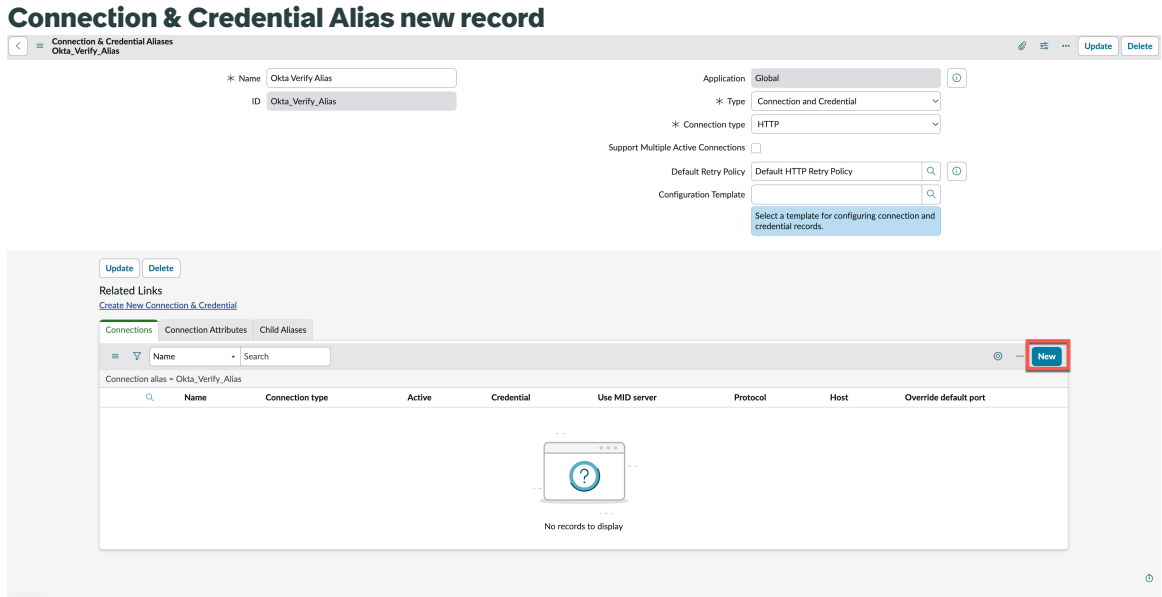 Connection & Credential Alias new record
Connection & Credential Aliases
Okta_Verify_Alias
Update
Delete
Name
Okta Verify Alias
ID
Okta_Verify_Alias
Application
Global
Type
Connection and Credential
Connection type
HTTP
Support Multiple Active Connections
Default Retry Policy
Default HTTP Retry Policy
Configuration Template
Select a template for configuring connection and
credential records.
Update
Delete
Related Links
Create New Connection & Credential
Connections
Connection Attributes
Child Aliases
Name
Search
New
Connection alias = Okta_Verify_Alias
Name
Connection type
Active
Credential
Use MID server
Protocol
Host
Override default port
?
No records to display